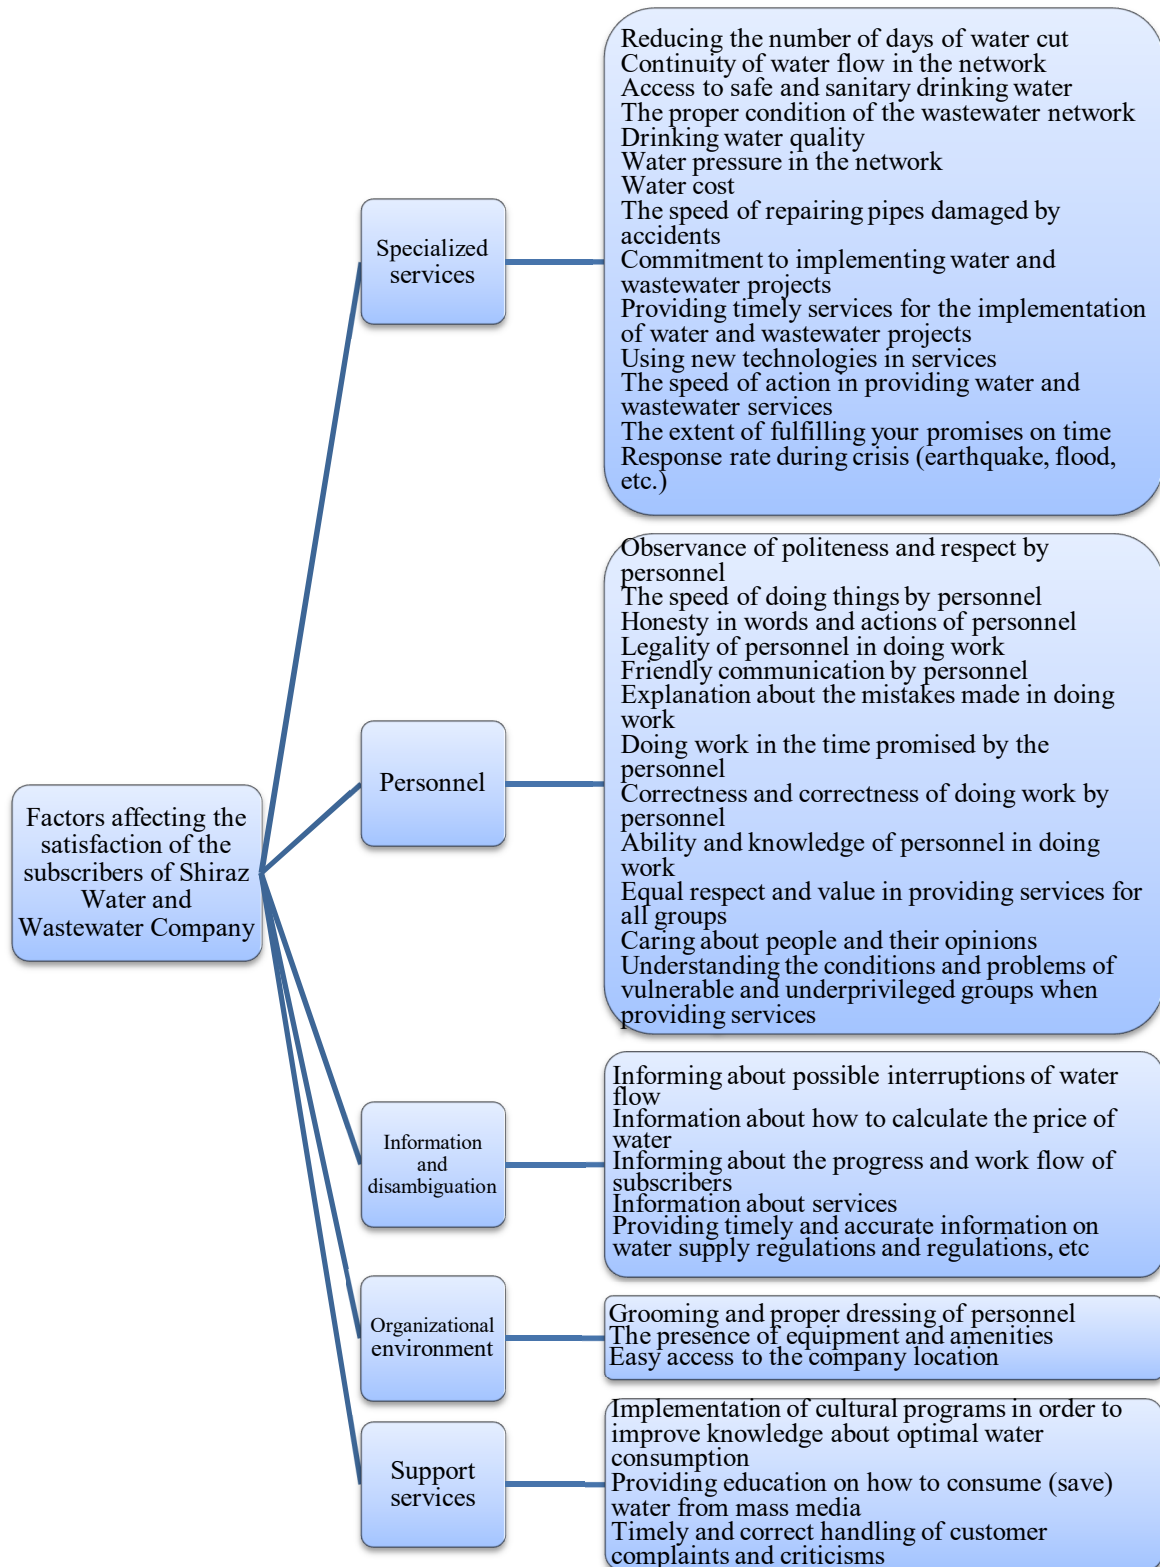 Factors affecting the
satisfaction of the
subscribers of Shiraz
Water and
Wastewater Company
Specialized
services
Reducing the number of days of water cut
Continuity of water flow in the network
Access to safe and sanitary drinking water
The proper condition of the wastewater network
Drinking water quality
Water pressure in the network
Water cost
The speed of repairing pipes damaged by
accidents
Commitment to implementing water and
wastewater projects
Providing timely services for the implementation
of water and wastewater projects
Using new technologies in services
The speed of action in providing water and
wastewater services
The extent of fulfilling your promises on time
Response rate during crisis (earthquake, flood,
etc.)
Personnel
Observance of politeness and respect by
personnel
The speed of doing things by personnel
Honesty in words and actions of personnel
Legality of personnel in doing work
Friendly communication by personnel
Explanation about the mistakes made in doing
work
Doing work in the time promised by the
personnel
Correctness and correctness of doing work by
personnel
Ability and knowledge of personnel in doing
work
Equal respect and value in providing services for
all groups
Caring about people and their opinions
Understanding the conditions and problems of
vulnerable and underprivileged groups when
providing services
Information
and
disambiguation
Informing about possible interruptions of water
flow
Information about how to calculate the price of
water
Informing about the progress and work flow of
subscribers
Information about services
Providing timely and accurate information on
water supply regulations and regulations, etc
Organizational
environment
Grooming and proper dressing of personnel
The presence of equipment and amenities
Easy access to the company location
Support
services
Implementation of cultural programs in order to
improve knowledge about optimal water
consumption
Providing education on how to consume (save)
water from mass media
Timely and correct handling of customer
complaints and criticisms